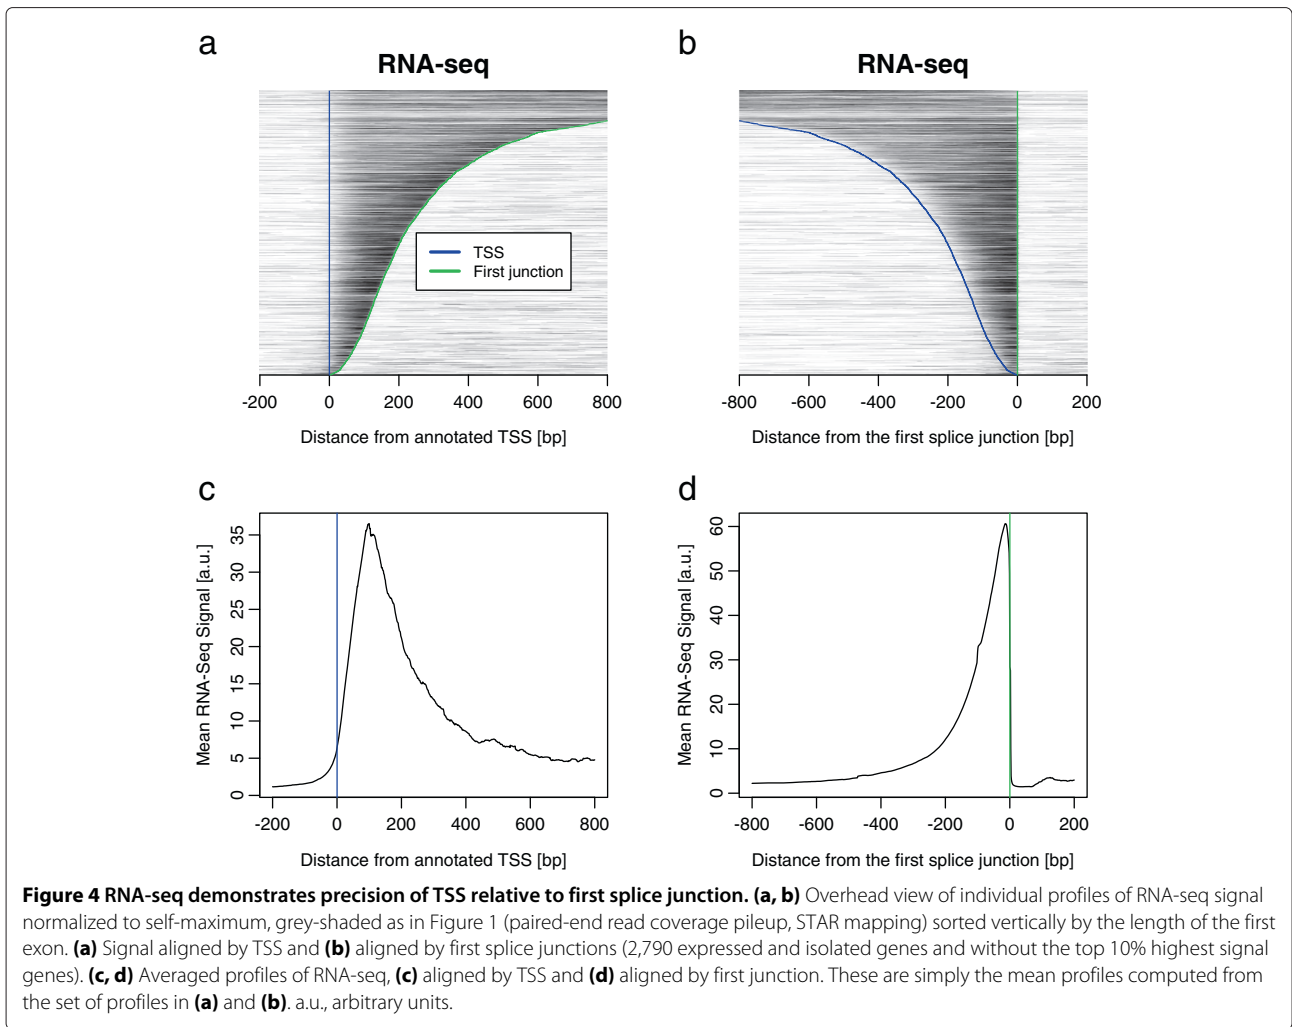 a
b
RNA-seq
RNA-seq
TSS
First junction
-200 0 200 400 600 800
-800 -600 -400 -200 0 200
Distance from annotated TSS [bp]
Distance from the first splice junction [bp]
c
d
Mean RNA-Seq Signal [a.u.]
0 5 10 15 20 25 30 35
Mean RNA-Seq Signal [a.u.]
0 10 20 30 40 50 60
-200 0 200 400 600 800
-800 -600 -400 -200 0 200
Distance from annotated TSS [bp]
Distance from the first splice junction [bp]
Figure 4 RNA-seq demonstrates precision of TSS relative to first splice junction. (a, b) Overhead view of individual profiles of RNA-seq signal
normalized to self-maximum, grey-shaded as in Figure 1 (paired-end read coverage pileup, STAR mapping) sorted vertically by the length of the first
exon. (a) Signal aligned by TSS and (b) aligned by first splice junctions (2,790 expressed and isolated genes and without the top 10% highest signal
genes). (c, d) Averaged profiles of RNA-seq, (c) aligned by TSS and (d) aligned by first junction. These are simply the mean profiles computed from
the set of profiles in (a) and (b). a.u., arbitrary units.